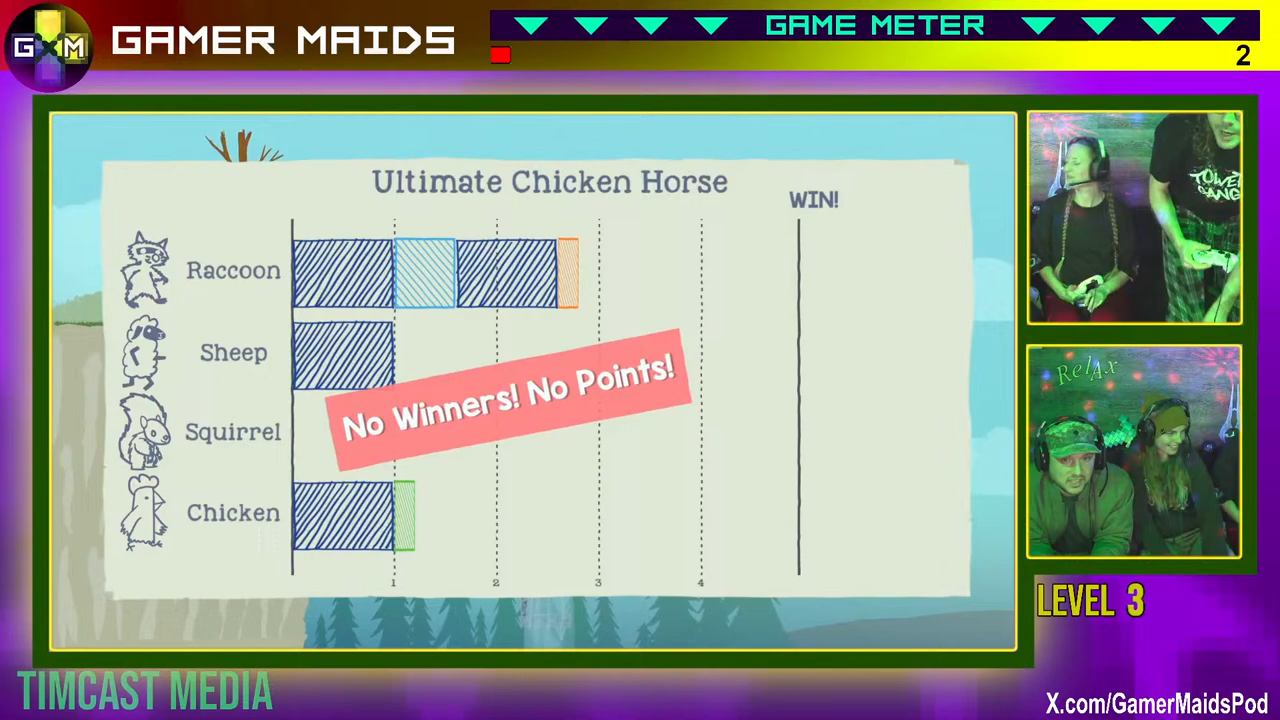 GXM
GAMER MAIDS
GAME METER
2
Ultimate Chicken Horse
WIN!
Raccoon
Sheep
Squirrel
Chicken
No Winners! No Points!
1
2
3
4
TOWER
GANG
RelAx
LEVEL 3
TIMCAST MEDIA
X.com/GamerMaidsPod